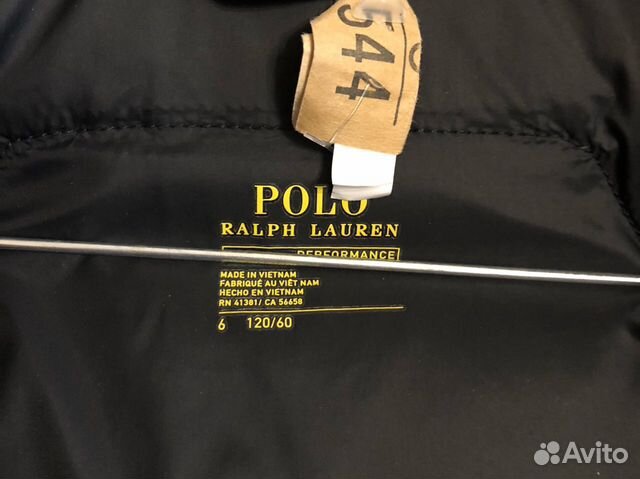 544
POLO
RALPH LAUREN
PERFORMANCE
MADE IN VIETNAM
FABRIQUÉ AU VIÊT NAM
HECHO EN VIETNAM
RN 41381/ CA 56658
6 120/60
Avito